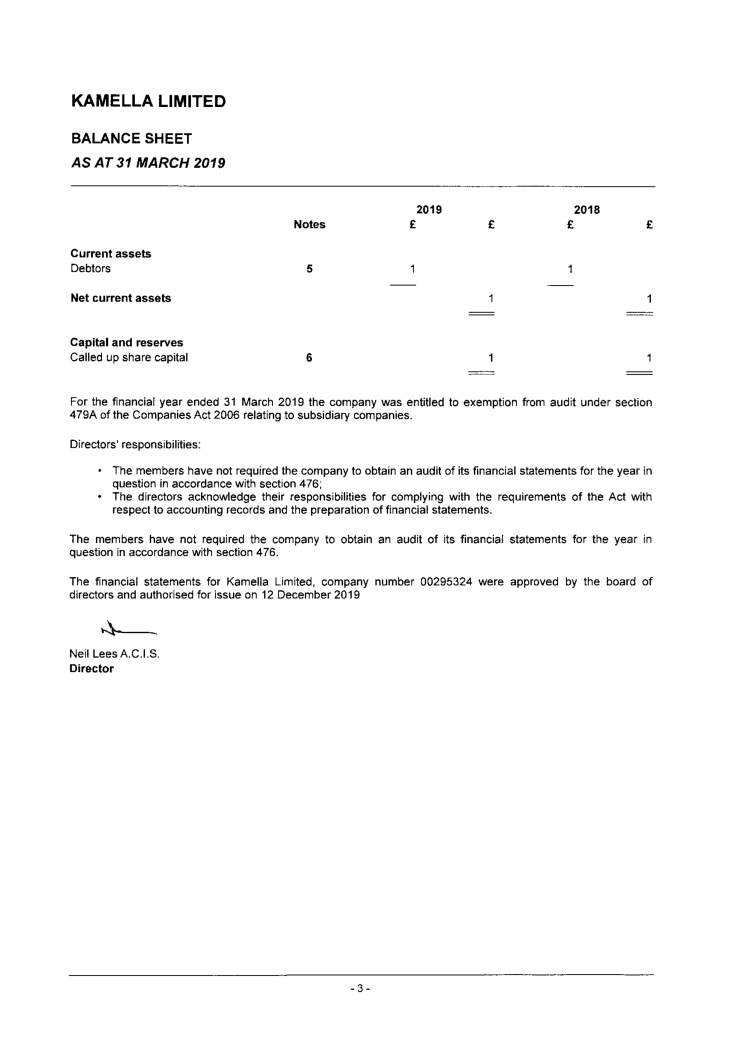 KAMELLA LIMITED
BALANCE SHEET
AS AT 31 MARCH 2019
2019 2018
Notes £ £ £ £
Current assets
Debtors 5 1 1
Net current assets 1 1
Capital and reserves
Called up share capital 6 1 1
For the financial year ended 31 March 2019 the company was entitled to exemption from audit under section
479A of the Companies Act 2006 relating to subsidiary companies.
Directors' responsibilities:
• The members have not required the company to obtain an audit of its financial statements for the year in
question in accordance with section 476;
• The directors acknowledge their responsibilities for complying with the requirements of the Act with
respect to accounting records and the preparation of financial statements.
The members have not required the company to obtain an audit of its financial statements for the year in
question in accordance with section 476.
The financial statements for Kamella Limited, company number 00295324 were approved by the board of
directors and authorised for issue on 12 December 2019
Neil Lees A.C.I.S.
Director
- 3 -